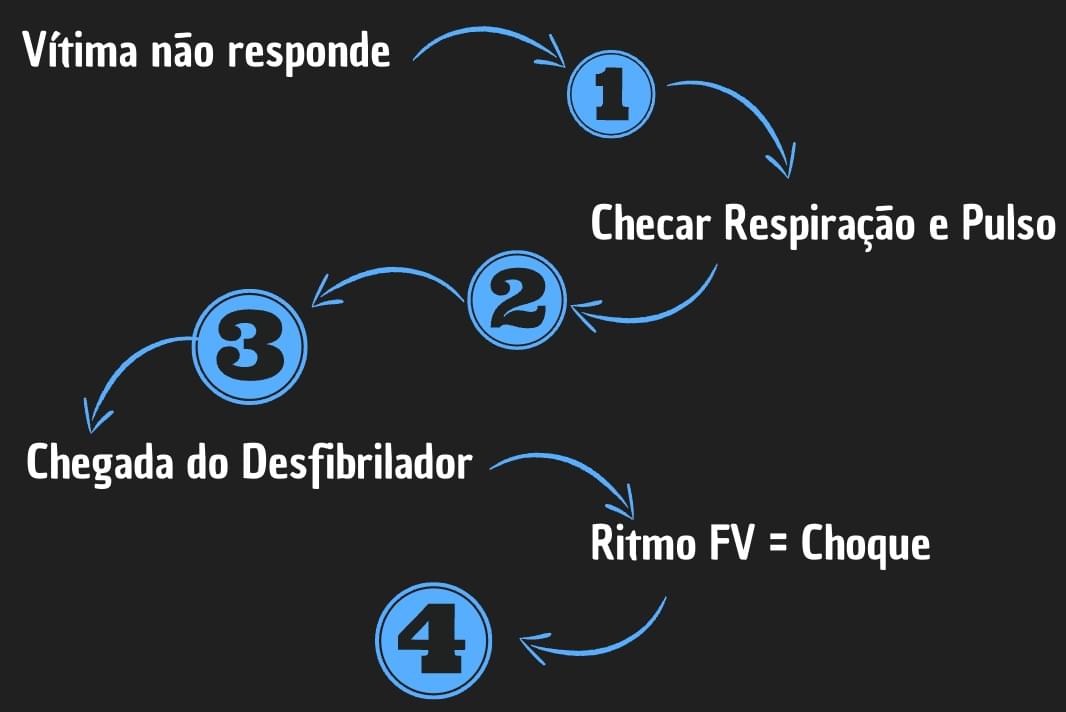 Vítima não responde
1
Checar Respiração e Pulso
2
3
Chegada do Desfibrilador
Ritmo FV = Choque
4